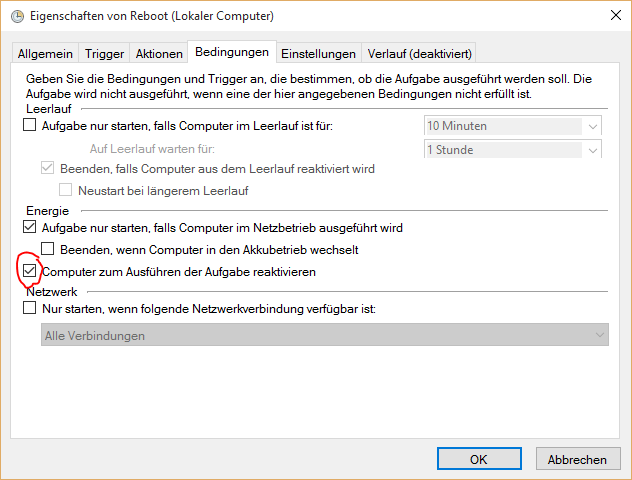 Eigenschaften von Reboot (Lokaler Computer)
Allgemein Trigger Aktionen Bedingungen Einstellungen Verlauf (deaktiviert)
Geben Sie die Bedingungen und Trigger an, die bestimmen, ob die Aufgabe ausgeführt werden soll. Die
Aufgabe wird nicht ausgeführt, wenn eine der hier angegebenen Bedingungen nicht erfüllt ist.
Leerlauf
Aufgabe nur starten, falls Computer im Leerlauf ist für: 10 Minuten
Auf Leerlauf warten für: 1 Stunde
Beenden, falls Computer aus dem Leerlauf reaktiviert wird
Neustart bei längerem Leerlauf
Energie
Aufgabe nur starten, falls Computer im Netzbetrieb ausgeführt wird
Beenden, wenn Computer in den Akkubetrieb wechselt
Computer zum Ausführen der Aufgabe reaktivieren
Netzwerk
Nur starten, wenn folgende Netzwerkverbindung verfügbar ist:
Alle Verbindungen
OK Abbrechen